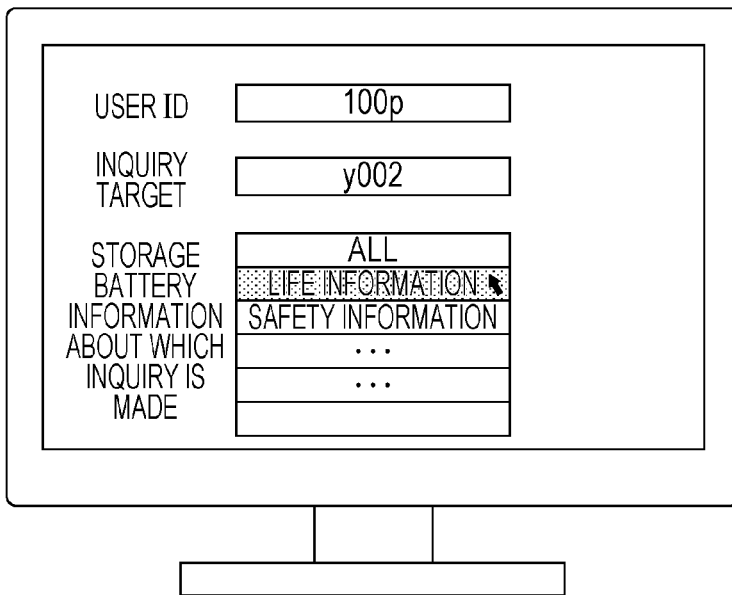 USER ID
100p
INQUIRY
TARGET
y002
STORAGE
BATTERY
INFORMATION
ABOUT WHICH
INQUIRY IS
MADE
ALL
LIFE INFORMATION
SAFETY INFORMATION
...
...